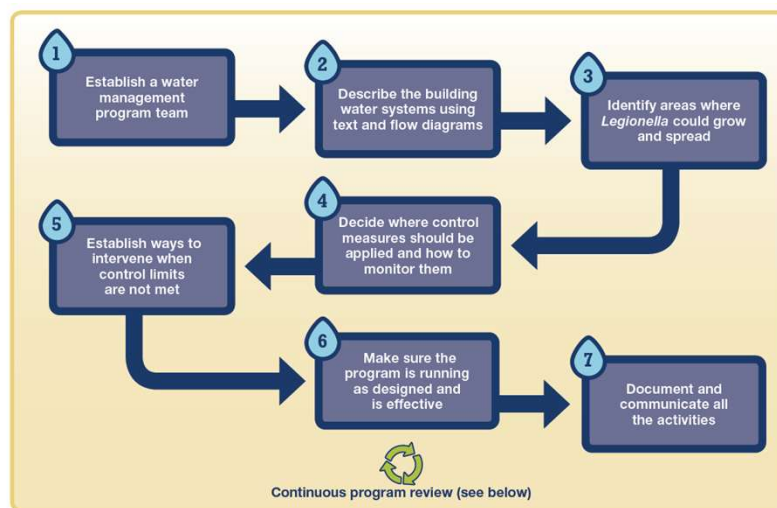 1
Establish a water
management
program team
2
Describe the building
water systems using
text and flow diagrams
3
Identify areas where
Legionella could grow
and spread
4
Decide where control
measures should be
applied and how to
monitor them
5
Establish ways to
intervene when
control limits
are not met
6
Make sure the
program is running
as designed and
is effective
7
Document and
communicate all
the activities
Continuous program review (see below)